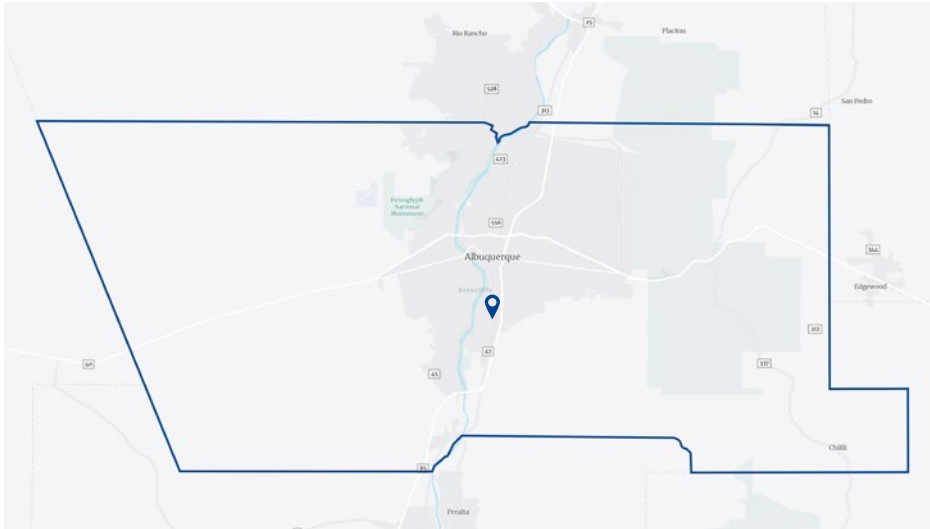 25
Rio Rancho
Placitas
528
313
San Pedro
14
423
Petroglyph
National
Monument
556
344
Albuquerque
Edgewood
Bernalillo
217
47
40
337
45
Chilili
85
Peralta